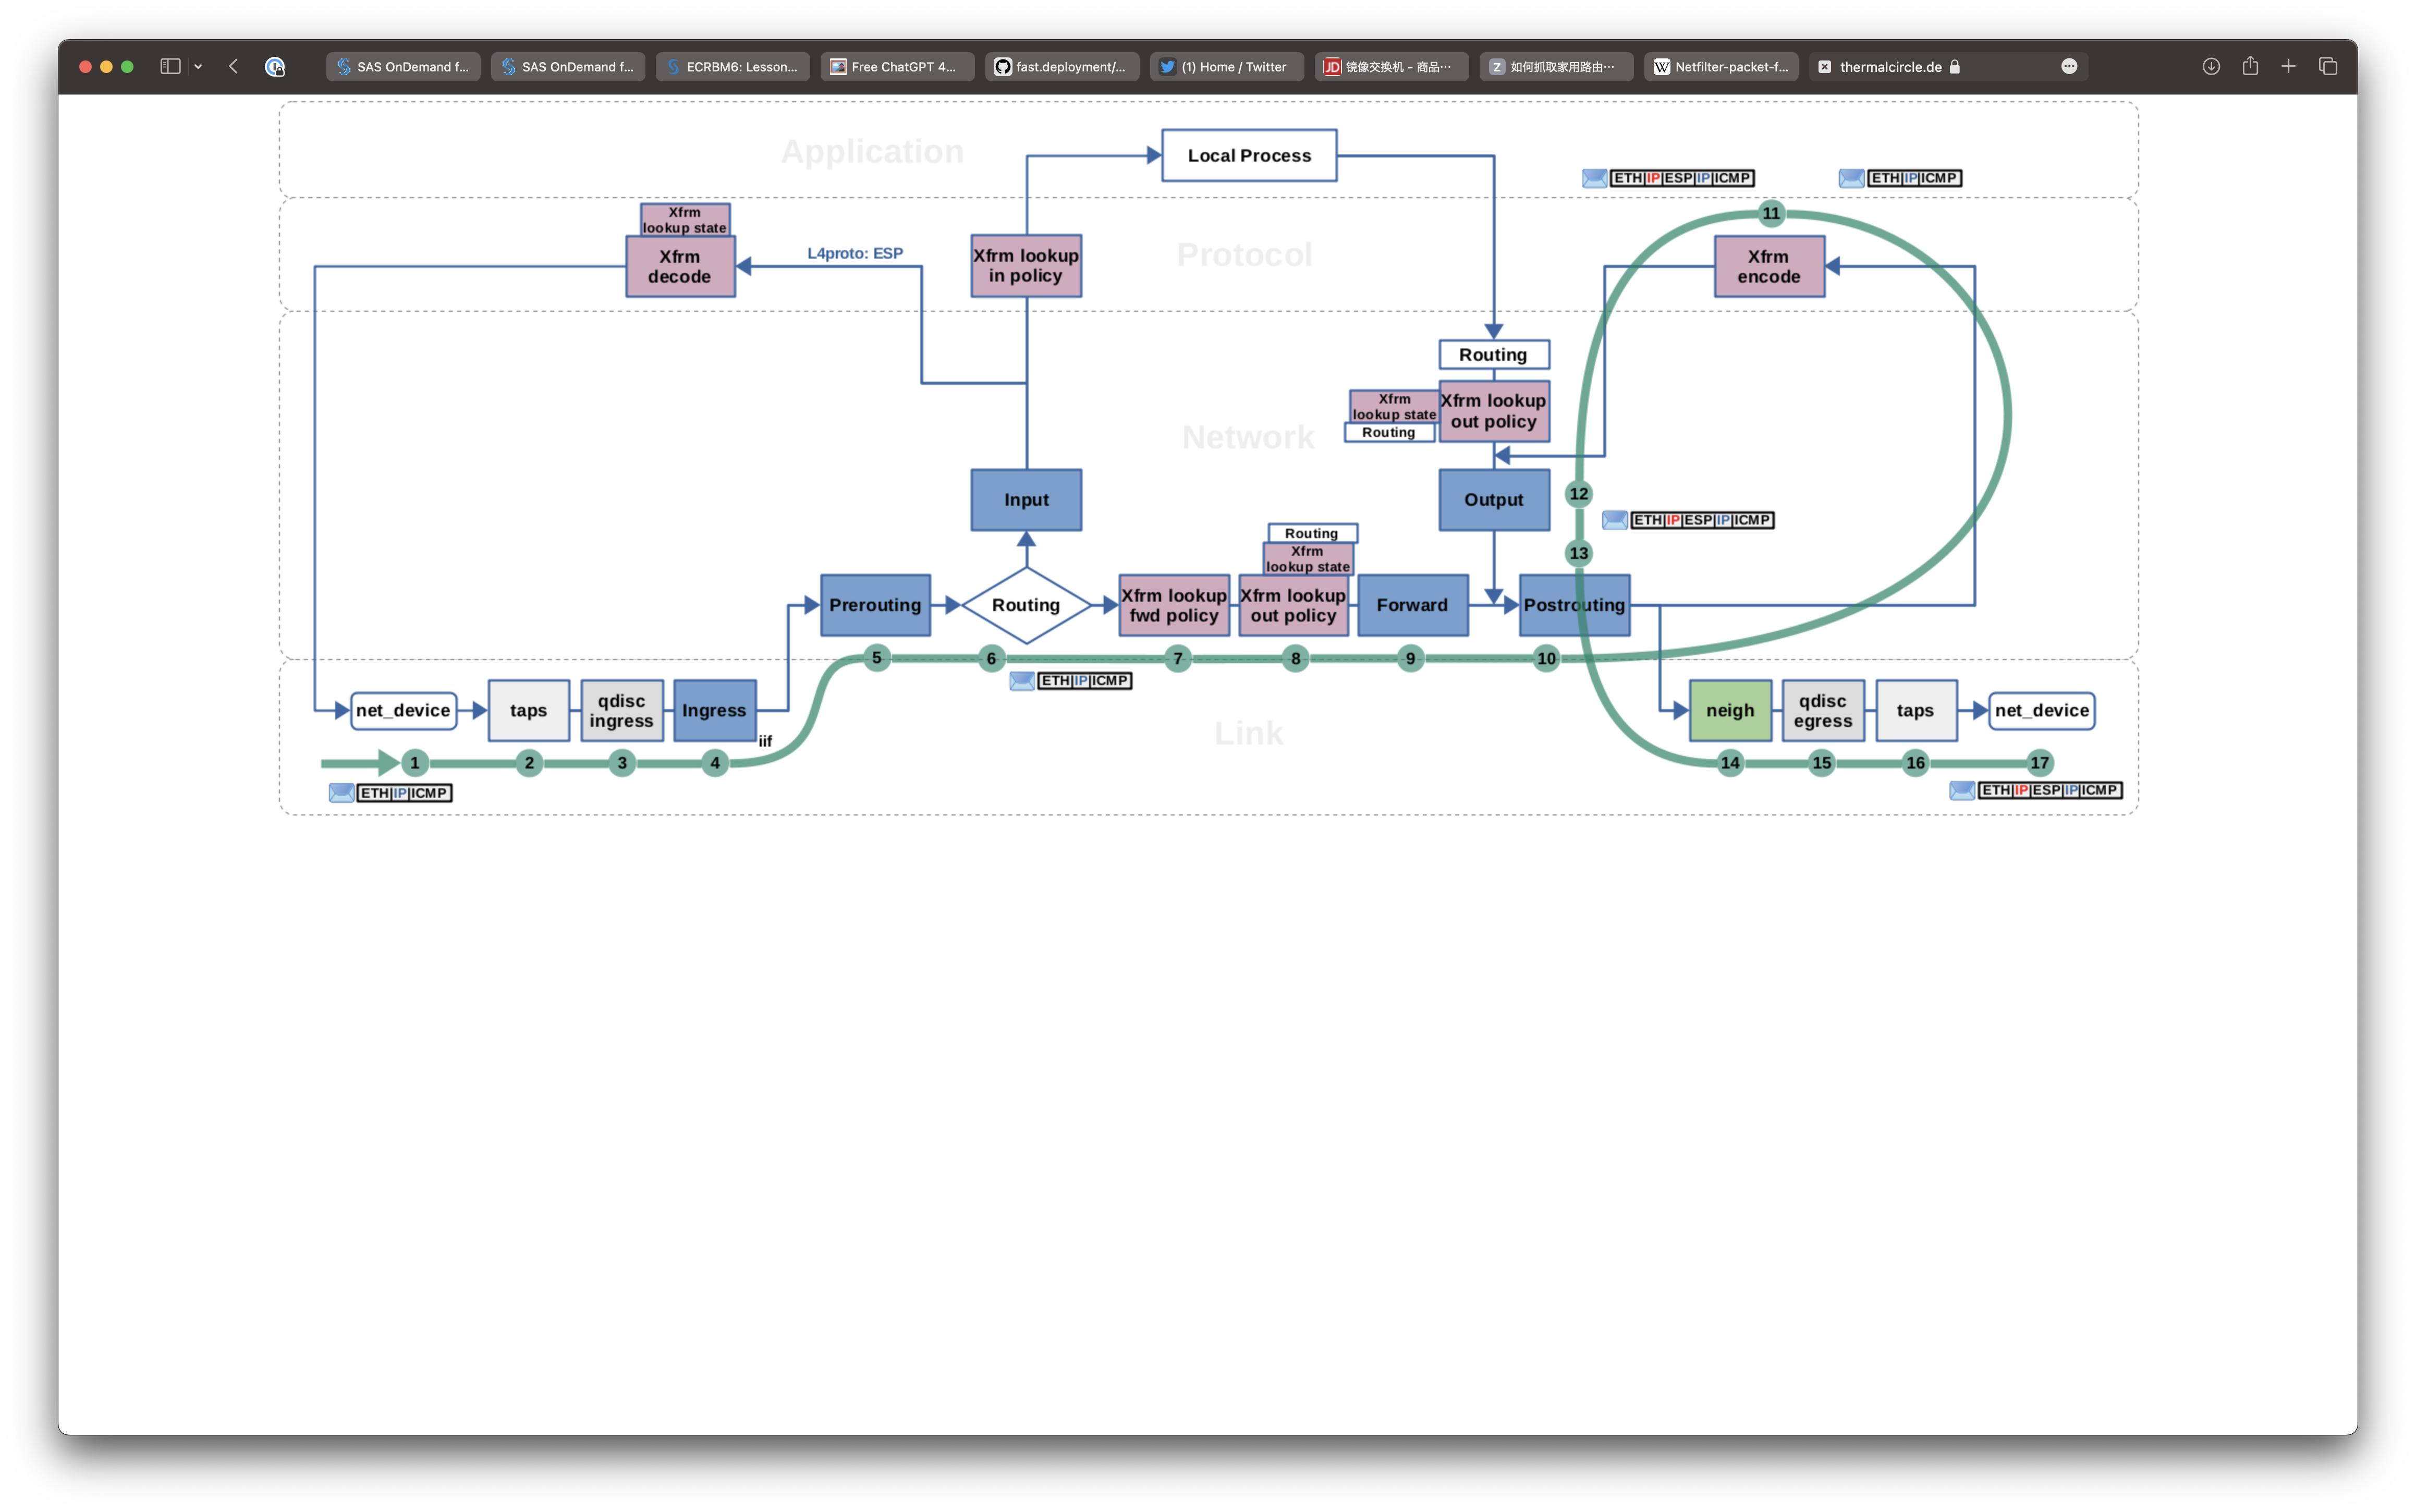 SAS OnDemand f...
SAS OnDemand f...
ECRBM6: Lesson...
Free ChatGPT 4...
fast.deployment/...
(1) Home / Twitter
JD
镜像交换机 - 商品…
Z
如何抓取家用路由…
W
Netfilter-packet-f...
thermalcircle.de
Application
Local Process
ETH|IP|ESP|IP|ICMP
ETH|IP|ICMP
Xfrm
lookup state
Xfrm
decode
L4proto: ESP
Xfrm lookup
in policy
Protocol
11
Xfrm
encode
Routing
Xfrm
lookup state
Routing
Xfrm lookup
out policy
Network
Input
Output
12
ETH|IP|ESP|IP|ICMP
13
Routing
Xfrm
lookup state
Prerouting
Routing
Xfrm lookup
fwd policy
Xfrm lookup
out policy
Forward
Postrouting
5
6
7
8
9
10
ETH|IP|ICMP
net_device
taps
qdisc
ingress
Ingress
iif
Link
neigh
qdisc
egress
taps
net_device
1
2
3
4
14
15
16
17
ETH|IP|ICMP
ETH|IP|ESP|IP|ICMP